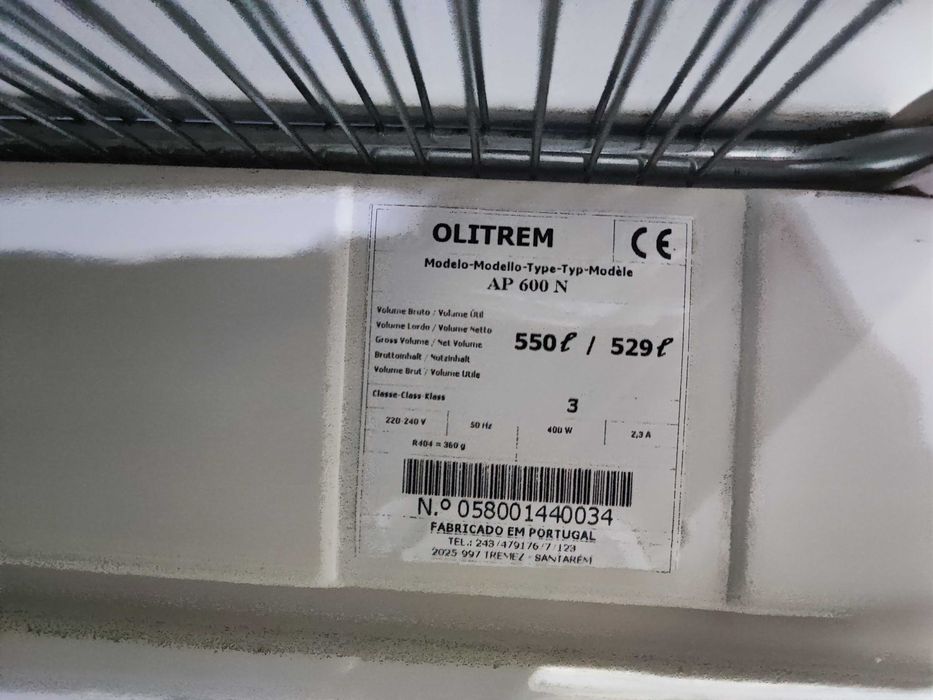 OLITREM
CE
Modelo-Modello-Type-Typ-Modèle
AP 600 N
Volume Bruto / Volume Útil
Volume Lordo / Volume Netto
Gross Volume / Net Volume
Bruttoinhalt / Nutzinhalt
Volume Brut / Volume Utile
550ℓ / 529ℓ
Classe-Class-Klass
3
220-240 V 50 Hz 400 W 2,3 A
R404 = 360 g
N.º 058001440034
FABRICADO EM PORTUGAL
TEL.: 243/479176/7/123
2025-997 TREMEZ - SANTARÉM